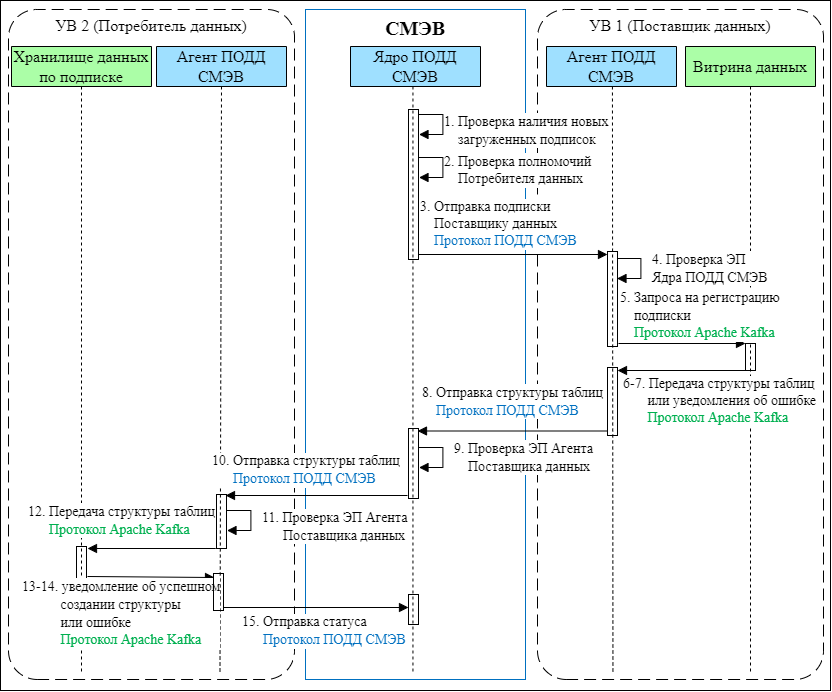 УВ 2 (Потребитель данных)
СМЭВ
УВ 1 (Поставщик данных)
Хранилище данных
по подписке
Агент ПОДД
СМЭВ
Ядро ПОДД
СМЭВ
Агент ПОДД
СМЭВ
Витрина данных
1. Проверка наличия новых
загруженных подписок
2. Проверка полномочий
Потребителя данных
3. Отправка подписки
Поставщику данных
Протокол ПОДД СМЭВ
4. Проверка ЭП
Ядра ПОДД СМЭВ
5. Запроса на регистрацию
подписки
Протокол Apache Kafka
6-7. Передача структуры таблиц
или уведомления об ошибке
Протокол Apache Kafka
8. Отправка структуры таблиц
Протокол ПОДД СМЭВ
9. Проверка ЭП Агента
Поставщика данных
10. Отправка структуры таблиц
Протокол ПОДД СМЭВ
11. Проверка ЭП Агента
Поставщика данных
12. Передача структуры таблиц
Протокол Apache Kafka
13-14. уведомление об успешном
создании структуры
или ошибке
Протокол Apache Kafka
15. Отправка статуса
Протокол ПОДД СМЭВ